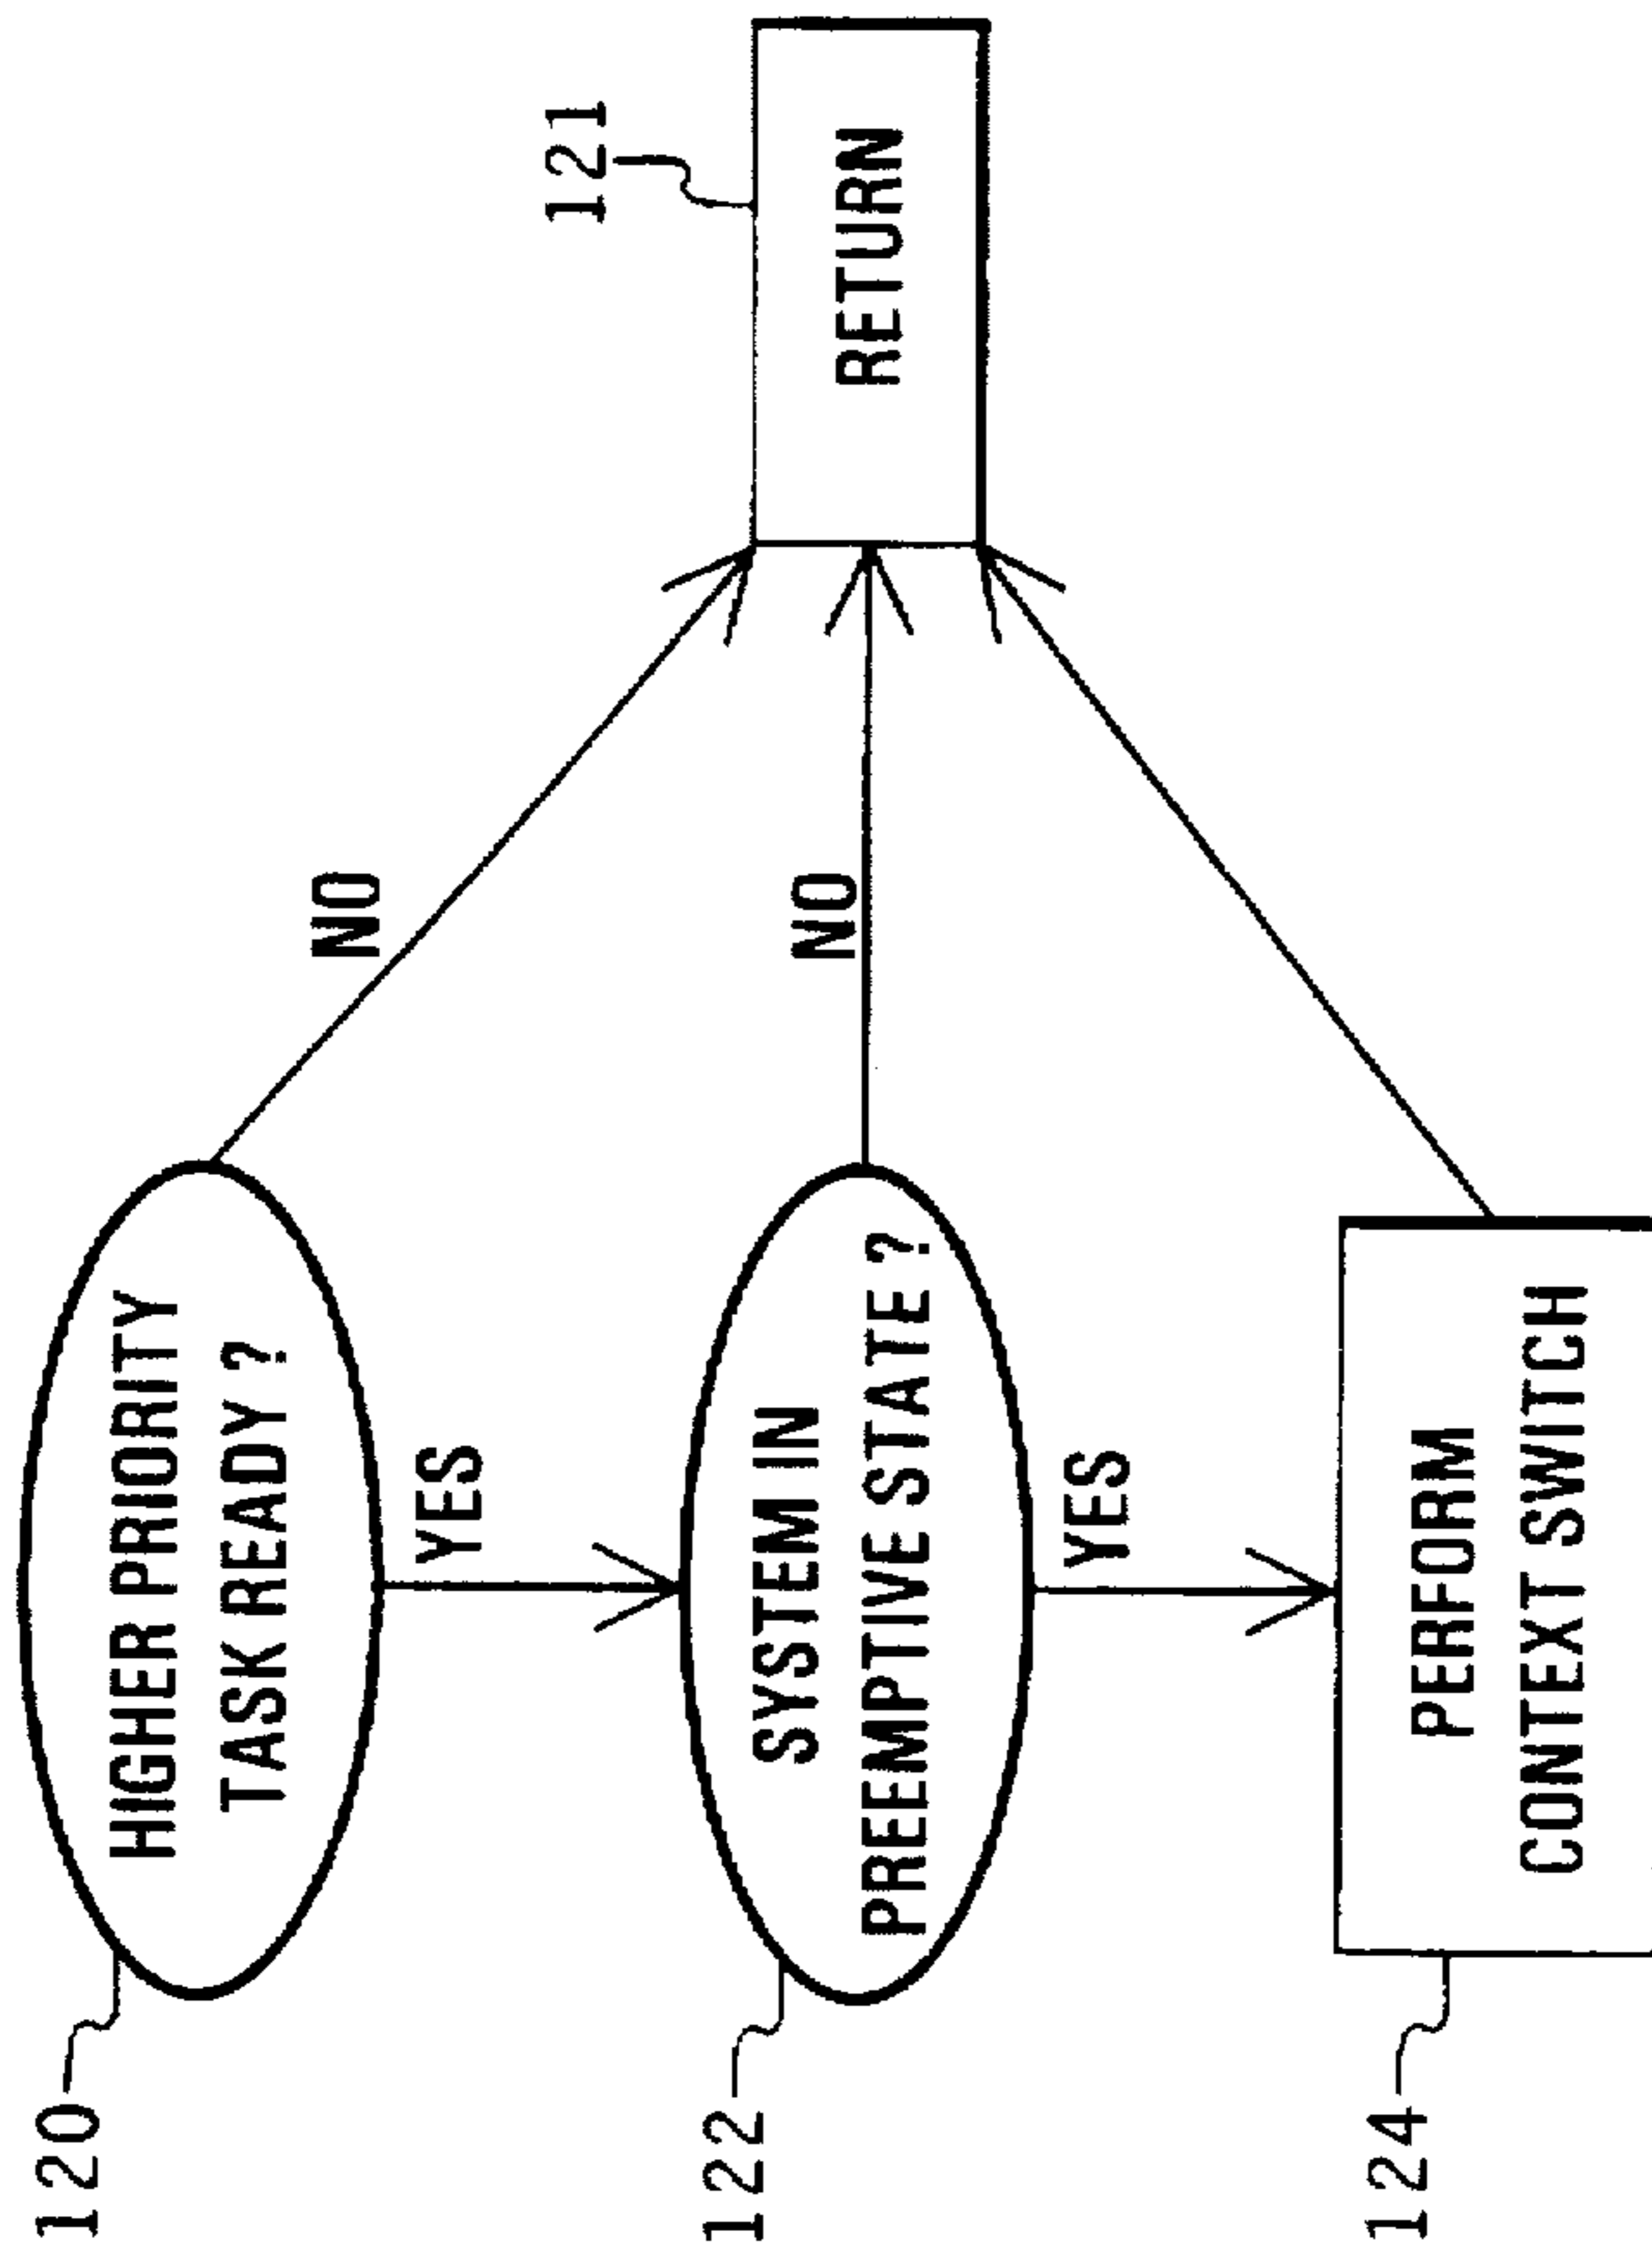 120
HIGHER PRIORITY
TASK READY ?
NO
YES
121
RETURN
122
SYSTEM IN
PREEMPTIVE STATE ?
NO
YES
124
PERFORM
CONTEXT SWITCH